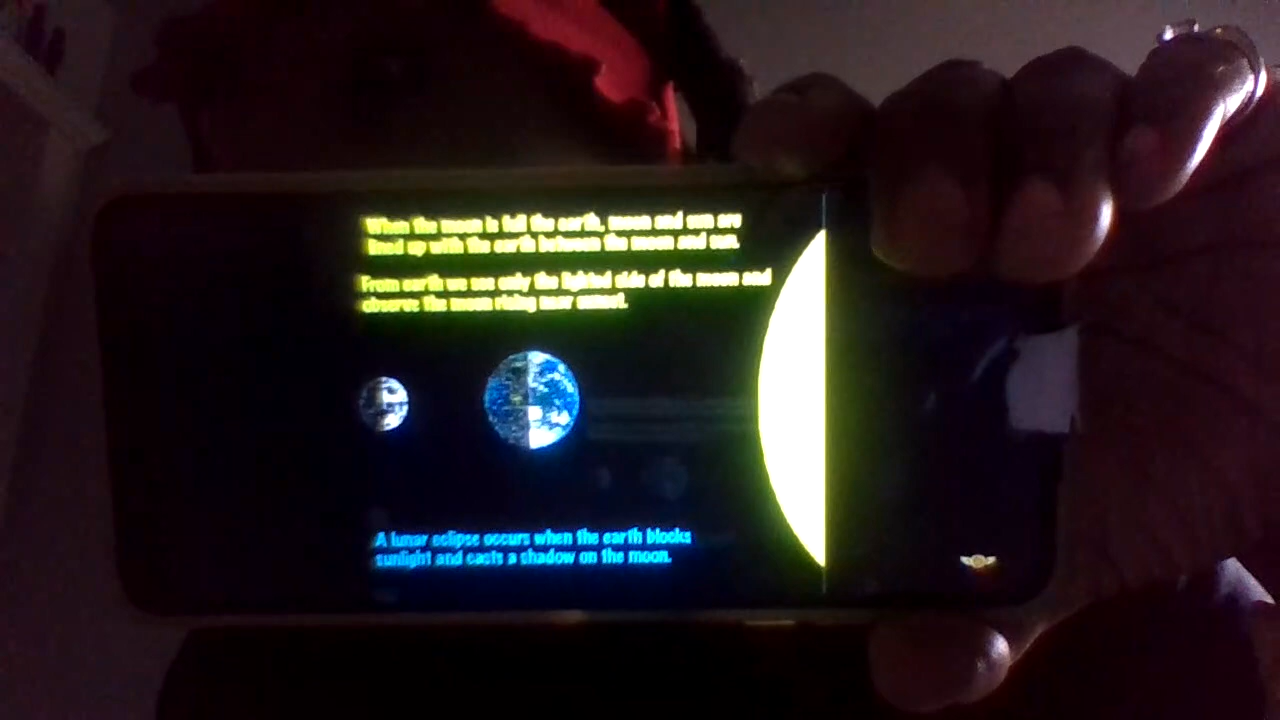 When the moon is full the earth, moon and sun are
lined up with the earth between the moon and sun.
From earth we see only the lighted side of the moon and
observe the moon rising near sunset.
A lunar eclipse occurs when the earth blocks
sunlight and casts a shadow on the moon.